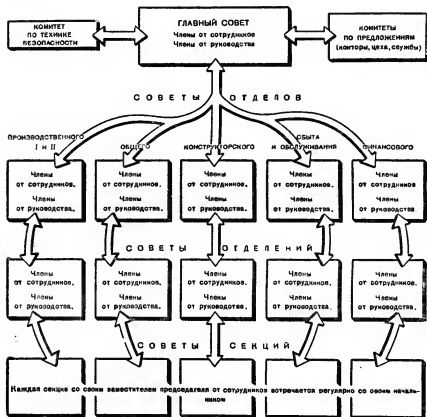 КОМИТЕТ
ПО ТЕХНИКЕ
БЕЗОПАСНОСТИ
ГЛАВНЫЙ СОВЕТ
Члены от сотрудников
Члены от руководства
КОМИТЕТЫ
ПО ПРЕДЛОЖЕНИЯМ
(конторы, цеха, службы)
СОВЕТЫ ОТДЕЛОВ
ПРОИЗВОДСТВЕННОГО
I и II
ОБЩЕГО
КОНСТРУКТОРСКОГО
СБЫТА
И ОБСЛУЖИВАНИЯ
ФИНАНСОВОГО
Члены
от сотрудников.
Члены
от руководства.
Члены
от сотрудников.
Члены
от руководства.
Члены
от сотрудников.
Члены
от руководства.
Члены
от сотрудников.
Члены
от руководства.
Члены
от сотрудников
Члены
от руководства
СОВЕТЫ ОТДЕЛЕНИЙ
Члены
от сотрудников.
Члены
от руководства.
Члены
от сотрудников.
Члены
от руководства.
Члены
от сотрудников.
Члены
от руководства.
Члены
от сотрудников.
Члены
от руководства.
Члены
от сотрудников.
Члены
от руководства.
СОВЕТЫ СЕКЦИЙ
Каждая секция со своим заместителем председателя от сотрудников встречается регулярно со своим началь-
ником